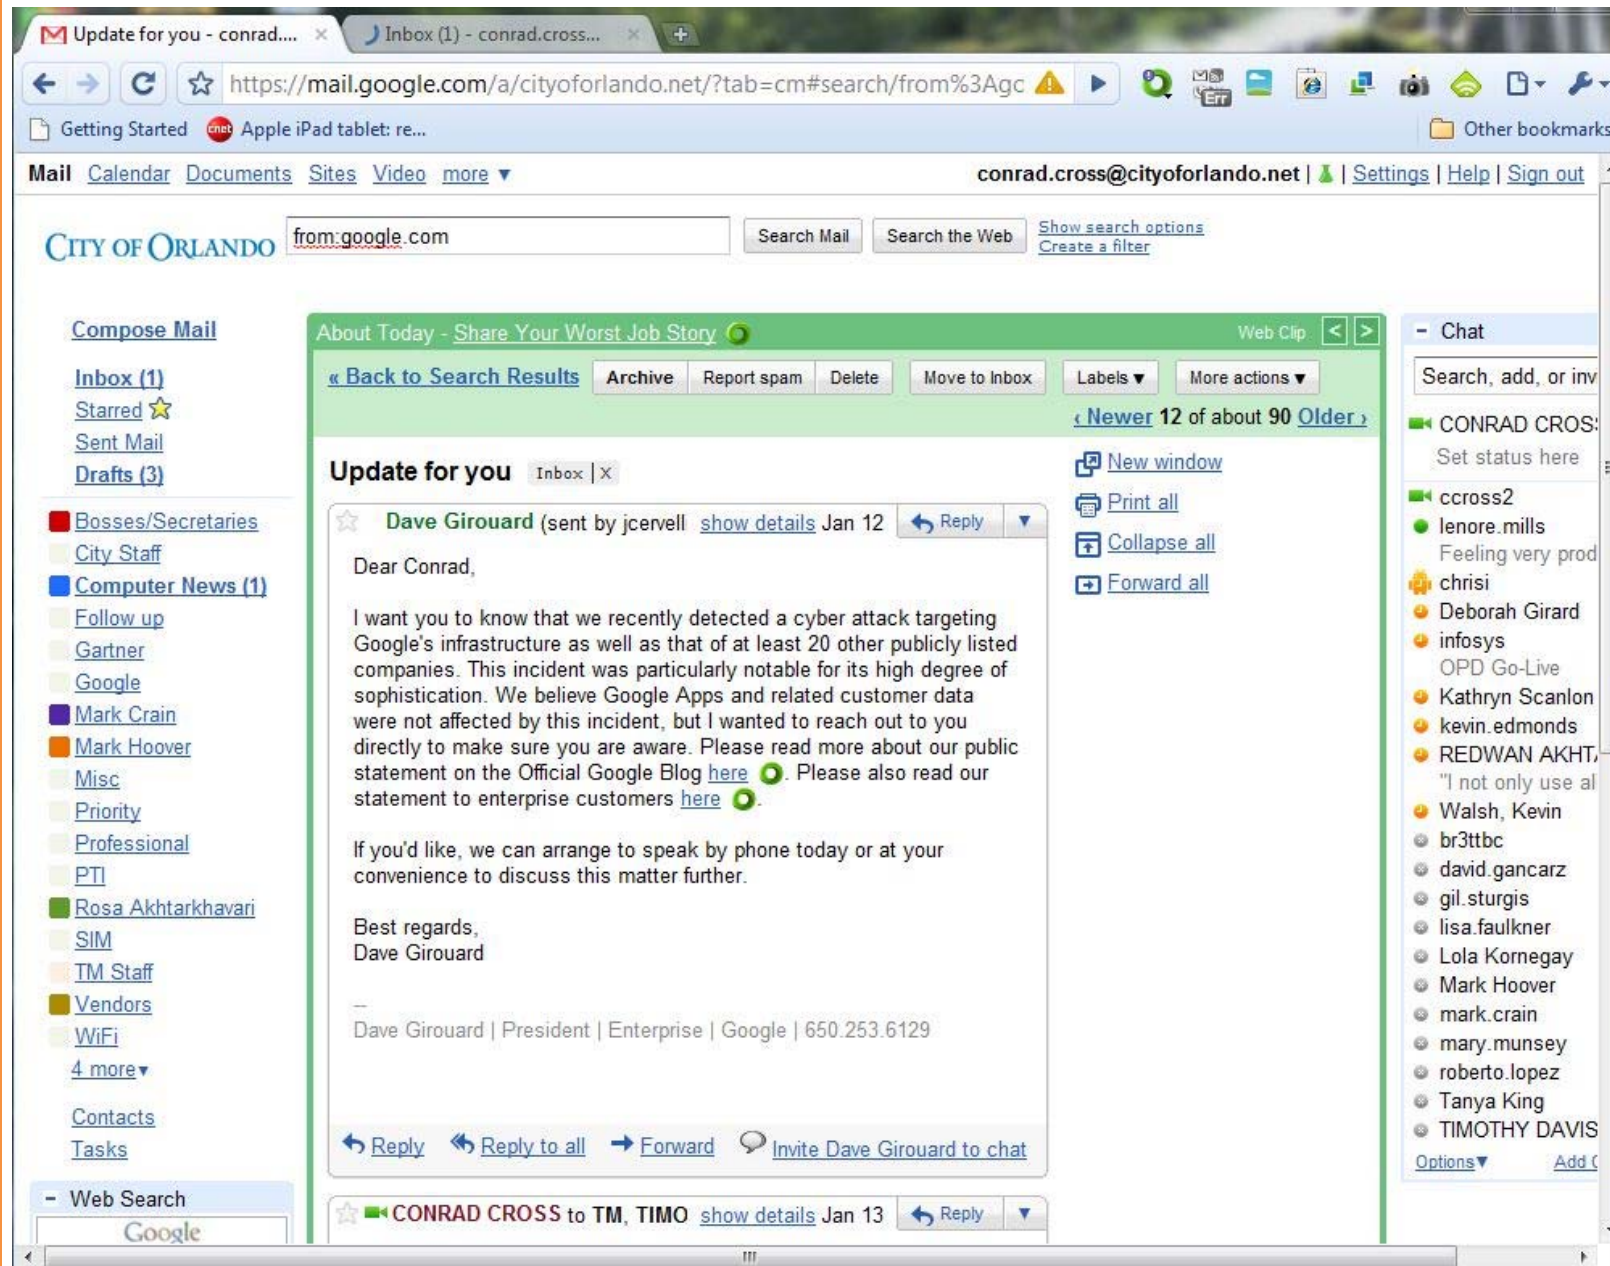 Update for you - conrad....
Inbox (1) - conrad.cross...
https://mail.google.com/a/cityoforlando.net/?tab=cm#search/from%3Agc
Err
Getting Started
cnet Apple iPad tablet: re...
Other bookmarks
Mail Calendar Documents Sites Video more ▼
conrad.cross@cityoforlando.net | | Settings | Help | Sign out
CITY OF ORLANDO
from:google.com
Search Mail
Search the Web
Show search options
Create a filter
Compose Mail
Inbox (1)
Starred
Sent Mail
Drafts (3)
Bosses/Secretaries
City Staff
Computer News (1)
Follow up
Gartner
Google
Mark Crain
Mark Hoover
Misc
Priority
Professional
PTI
Rosa Akhtarkhavari
SIM
TM Staff
Vendors
WiFi
4 more▼
Contacts
Tasks
– Web Search
Google
About Today - Share Your Worst Job Story
Web Clip < >
« Back to Search Results Archive Report spam Delete Move to Inbox Labels ▼ More actions ▼
‹ Newer 12 of about 90 Older ›
Update for you Inbox | X
New window
Print all
Collapse all
Forward all
Dave Girouard (sent by jcervell show details Jan 12 Reply ▼
Dear Conrad,
I want you to know that we recently detected a cyber attack targeting
Google's infrastructure as well as that of at least 20 other publicly listed
companies. This incident was particularly notable for its high degree of
sophistication. We believe Google Apps and related customer data
were not affected by this incident, but I wanted to reach out to you
directly to make sure you are aware. Please read more about our public
statement on the Official Google Blog here . Please also read our
statement to enterprise customers here .
If you'd like, we can arrange to speak by phone today or at your
convenience to discuss this matter further.
Best regards,
Dave Girouard
--
Dave Girouard | President | Enterprise | Google | 650.253.6129
Reply Reply to all Forward Invite Dave Girouard to chat
CONRAD CROSS to TM, TIMO show details Jan 13 Reply ▼
– Chat
Search, add, or inv
CONRAD CROS
Set status here
ccross2
lenore.mills
Feeling very prod
chrisi
Deborah Girard
infosys
OPD Go-Live
Kathryn Scanlon
kevin.edmonds
REDWAN AKHT
"I not only use al
Walsh, Kevin
br3ttbc
david.gancarz
gil.sturgis
lisa.faulkner
Lola Kornegay
Mark Hoover
mark.crain
mary.munsey
roberto.lopez
Tanya King
TIMOTHY DAVIS
Options▼ Add